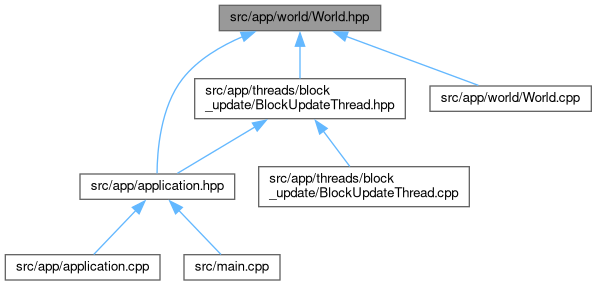 src/app/world/World.hpp
src/app/threads/block
_update/BlockUpdateThread.hpp
src/app/world/World.cpp
src/app/application.hpp
src/app/threads/block
_update/BlockUpdateThread.cpp
src/app/application.cpp
src/main.cpp